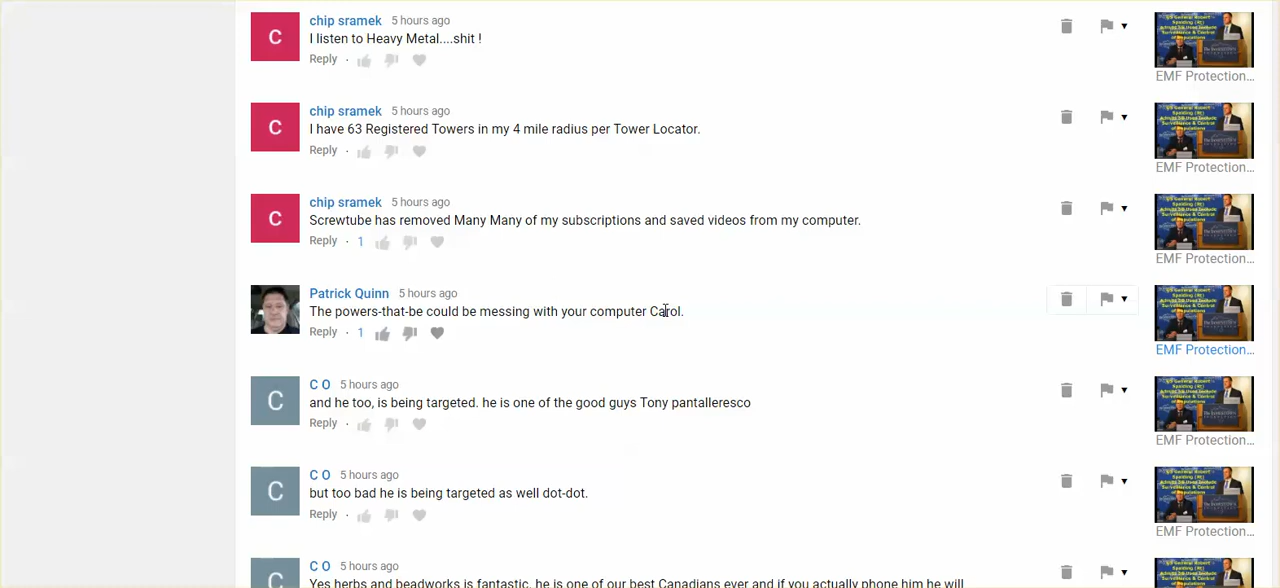 chip sramek 5 hours ago
I listen to Heavy Metal....shit !
Reply
EMF Protection...
chip sramek 5 hours ago
I have 63 Registered Towers in my 4 mile radius per Tower Locator.
Reply
EMF Protection...
chip sramek 5 hours ago
Screwtube has removed Many Many of my subscriptions and saved videos from my computer.
Reply · 1
EMF Protection...
Patrick Quinn 5 hours ago
The powers-that-be could be messing with your computer Carol.
Reply · 1
EMF Protection...
C O 5 hours ago
and he too, is being targeted on one of the good guys Tony pantalleresco
Reply
EMF Protection...
C O 5 hours ago
but too bad he is being targeted as well dot-dot.
Reply
EMF Protection...
C O 5 hours ago
Yes herbs and beadworks
he is one of our best Canadians ever and if you actually phone him he will